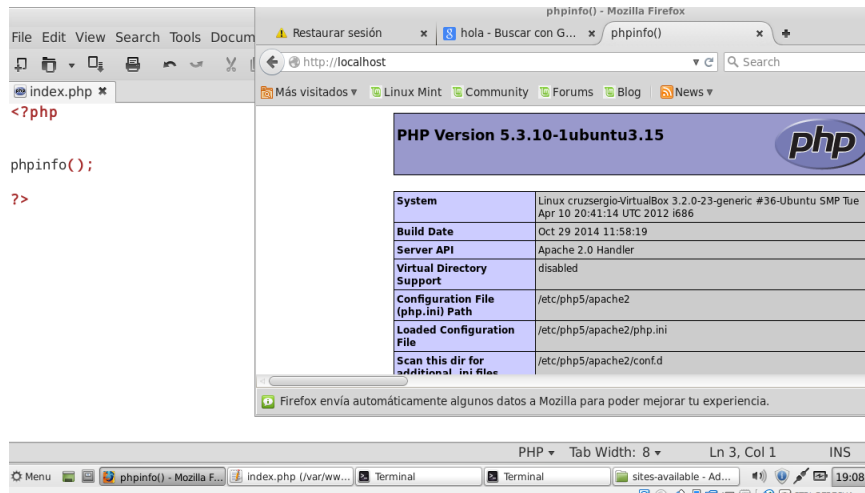 phpinfo() - Mozilla Firefox
File Edit View Search Tools Docum
Restaurar sesión
hola - Buscar con G...
phpinfo()
http://localhost
Search
index.php
Más visitados
Linux Mint
Community
Forums
Blog
News
<?php
phpinfo();
?>
PHP Version 5.3.10-1ubuntu3.15
php
System
Linux cruzsergio-VirtualBox 3.2.0-23-generic #36-Ubuntu SMP Tue
Apr 10 20:41:14 UTC 2012 i686
Build Date
Oct 29 2014 11:58:19
Server API
Apache 2.0 Handler
Virtual Directory
Support
disabled
Configuration File
(php.ini) Path
/etc/php5/apache2
Loaded Configuration
File
/etc/php5/apache2/php.ini
Scan this dir for
additional .ini files
/etc/php5/apache2/conf.d
Firefox envía automáticamente algunos datos a Mozilla para poder mejorar tu experiencia.
PHP Tab Width: 8 Ln 3, Col 1 INS
Menu
phpinfo() - Mozilla F...
index.php (/var/ww...
Terminal
Terminal
sites-available - Ad...
19:08